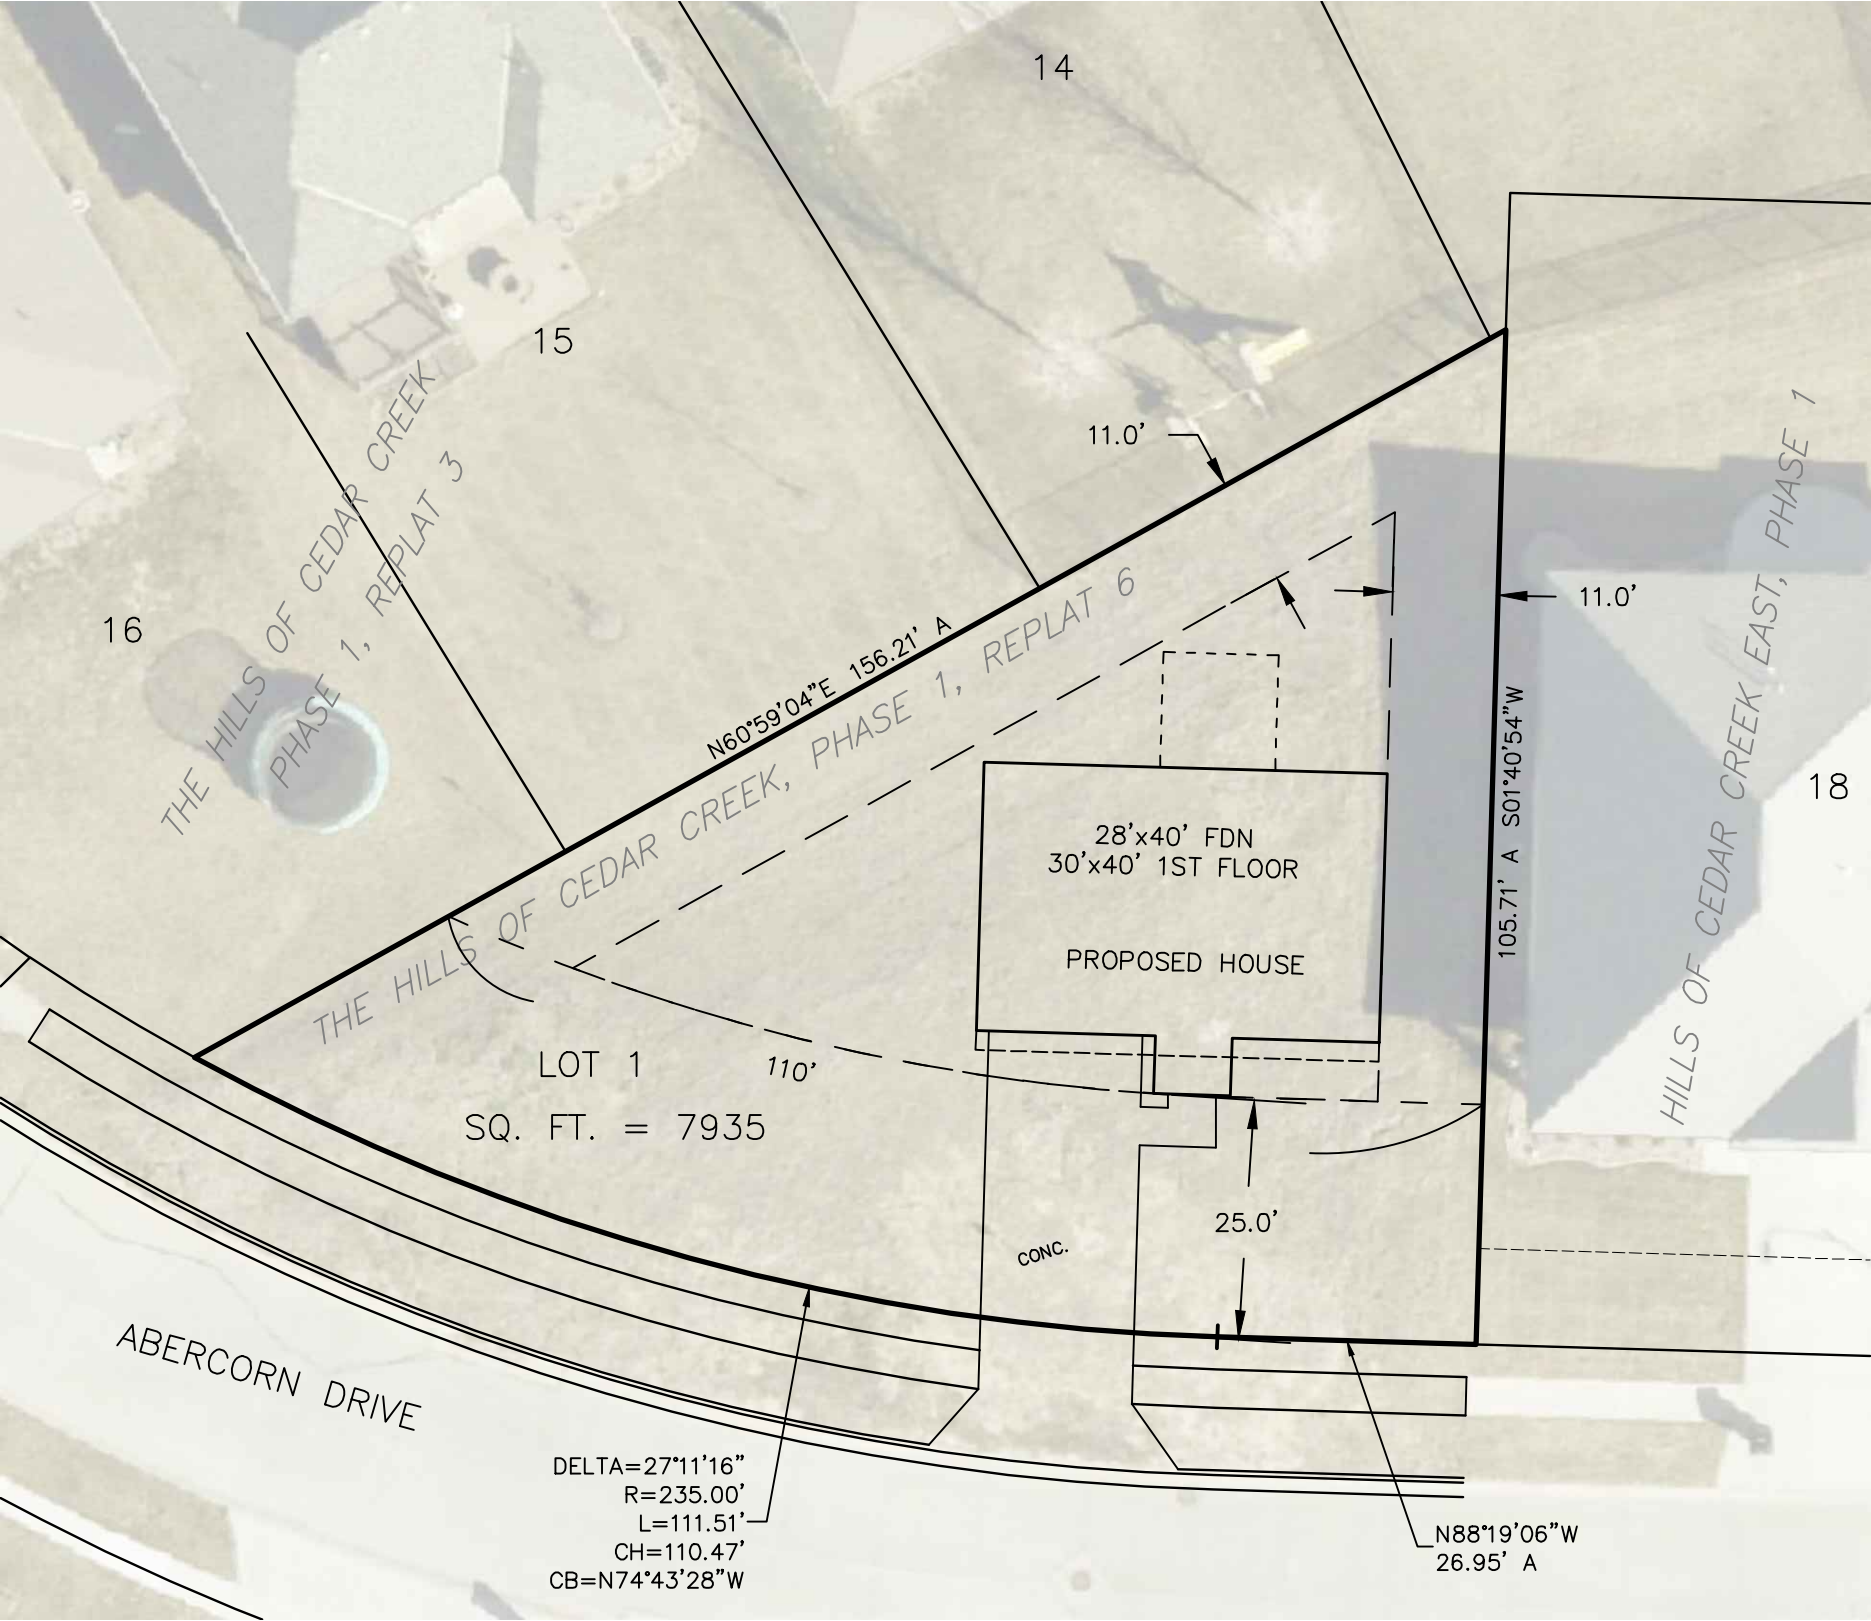 14
15
16
18
THE HILLS OF CEDAR CREEK
PHASE 1, REPLAT 3
11.0’
11.0’
N60°59’04”E 156.21’ A
THE HILLS OF CEDAR CREEK, PHASE 1, REPLAT 6
105.71’ A S01°40’54”W
HILLS OF CEDAR CREEK EAST, PHASE 1
28’x40’ FDN
30’x40’ 1ST FLOOR
PROPOSED HOUSE
LOT 1
110’
SQ. FT. = 7935
25.0’
CONC.
ABERCORN DRIVE
DELTA=27°11’16”
R=235.00’
L=111.51’
CH=110.47’
CB=N74°43’28”W
N88°19’06”W
26.95’ A